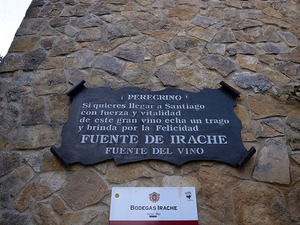 ¡PEREGRINO!
Si quieres llegar a Santiago
con fuerza y vitalidad
de este gran vino echa un trago
y brinda por la Felicidad
FUENTE DE IRACHE
FUENTE DEL VINO
BODEGAS IRACHE